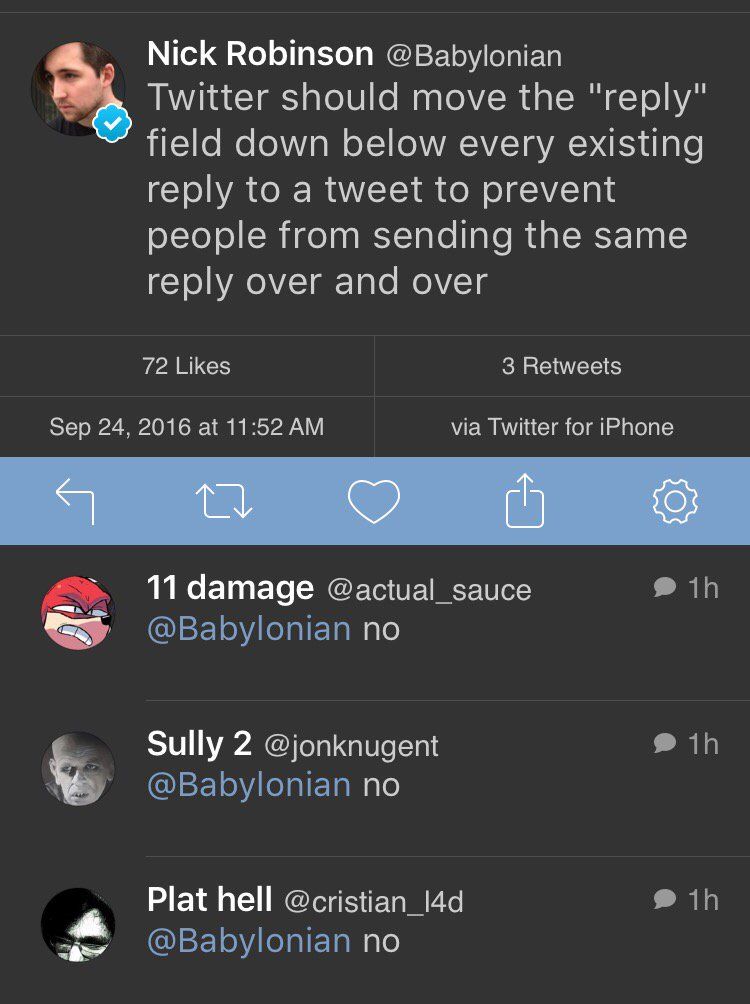 Nick Robinson @Babylonian
Twitter should move the "reply"
field down below every existing
reply to a tweet to prevent
people from sending the same
reply over and over
72 Likes
3 Retweets
Sep 24, 2016 at 11:52 AM
via Twitter for iPhone
11 damage @actual_sauce 1h
@Babylonian no
Sully 2 @jonknugent 1h
@Babylonian no
Plat hell @cristian_l4d 1h
@Babylonian no